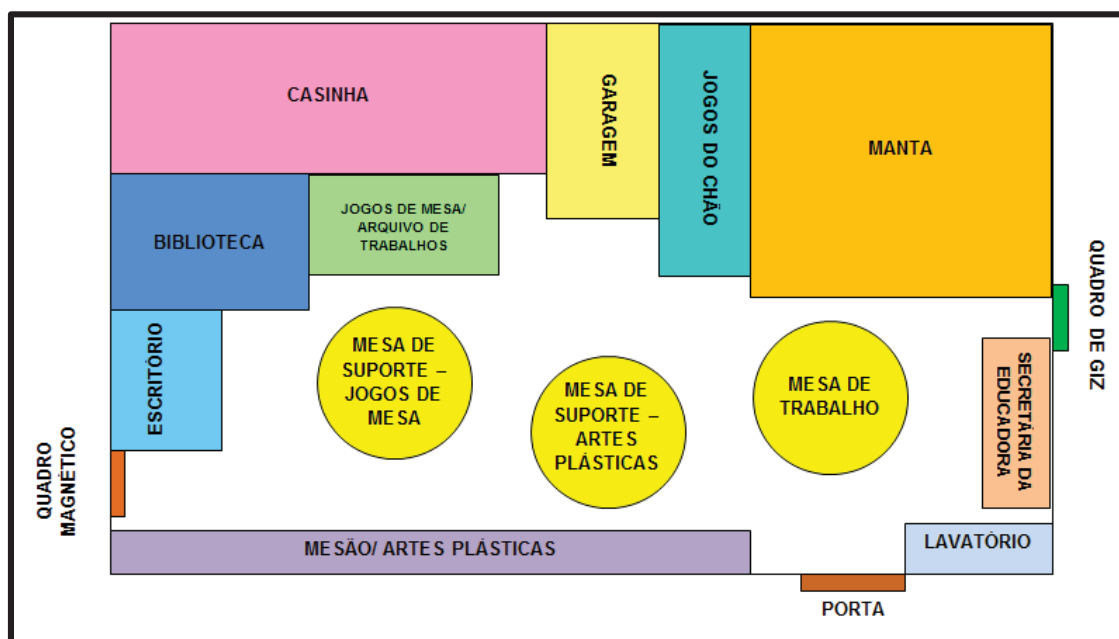 CASINHA
GARAGEM
JOGOS DO CHÃO
MANTA
BIBLIOTECA
JOGOS DE MESA/
ARQUIVO DE
TRABALHOS
QUADRO DE GIZ
ESCRITÓRIO
MESA DE
SUPORTE –
JOGOS DE
MESA
MESA DE
SUPORTE –
ARTES
PLÁSTICAS
MESA DE
TRABALHO
SECRETÁRIA DA
EDUCADORA
QUADRO
MAGNÉTICO
MESÃO/ ARTES PLÁSTICAS
LAVATÓRIO
PORTA